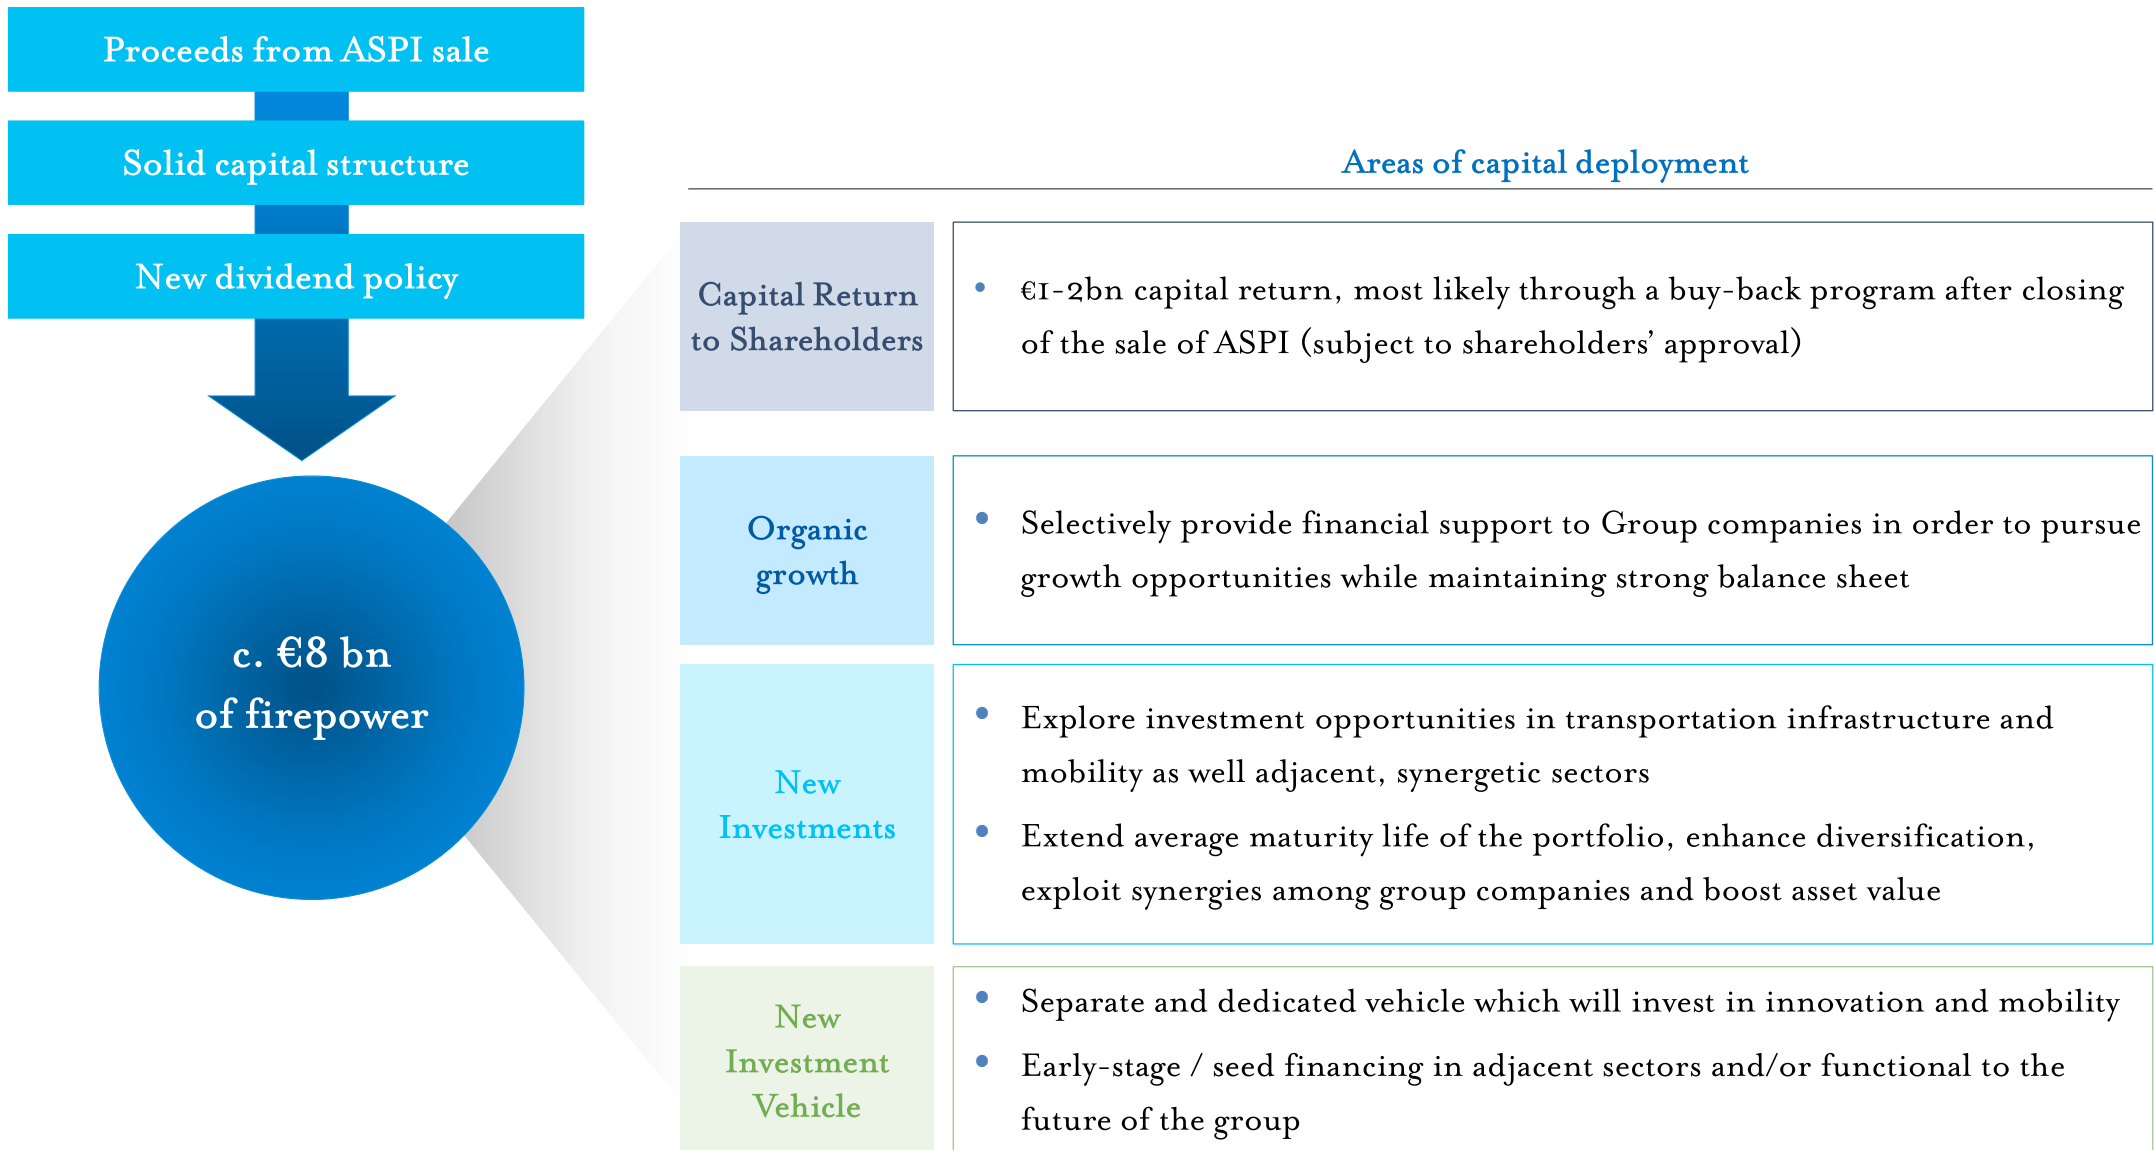 Proceeds from ASPI sale
Solid capital structure
New dividend policy
c. €8 bn
of firepower
Areas of capital deployment
Capital Return
to Shareholders
• €1-2bn capital return, most likely through a buy-back program after closing
of the sale of ASPI (subject to shareholders’ approval)
Organic
growth
• Selectively provide financial support to Group companies in order to pursue
growth opportunities while maintaining strong balance sheet
New
Investments
• Explore investment opportunities in transportation infrastructure and
mobility as well adjacent, synergetic sectors
• Extend average maturity life of the portfolio, enhance diversification,
exploit synergies among group companies and boost asset value
New
Investment
Vehicle
• Separate and dedicated vehicle which will invest in innovation and mobility
• Early-stage / seed financing in adjacent sectors and/or functional to the
future of the group